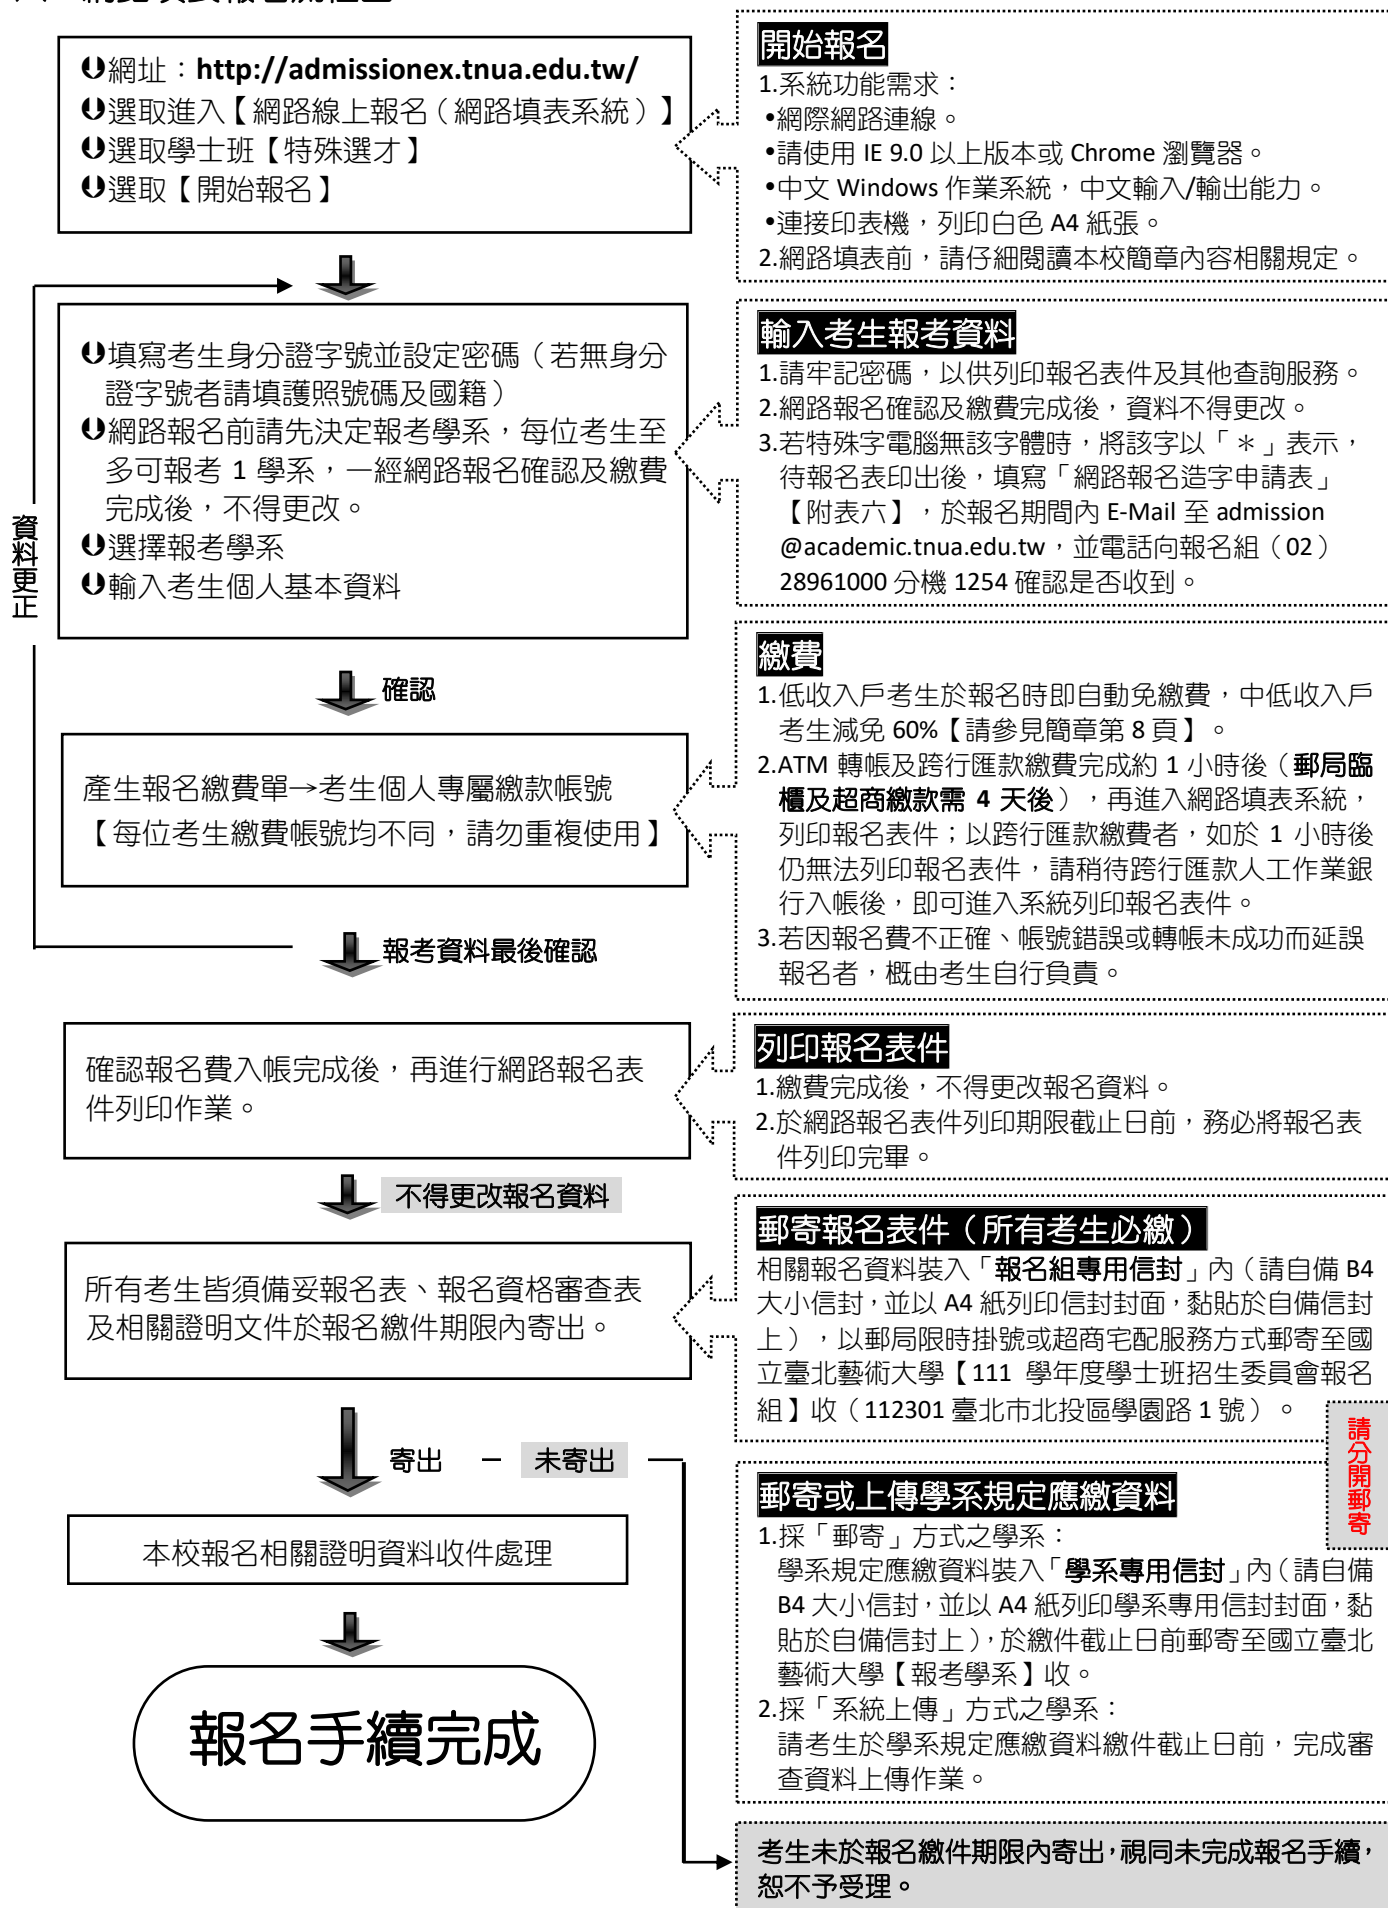 網址：http://admissionex.tnua.edu.tw/
選取進入【網路線上報名（網路填表系統）】
選取學士班【特殊選才】
選取【開始報名】
開始報名
1.系統功能需求：
•網際網路連線。
•請使用 IE 9.0 以上版本或 Chrome 瀏覽器。
•中文 Windows 作業系統，中文輸入/輸出能力。
•連接印表機，列印白色 A4 紙張。
2.網路填表前，請仔細閱讀本校簡章內容相關規定。
資料更正
填寫考生身分證字號並設定密碼（若無身分
證字號者請填護照號碼及國籍）
網路報名前請先決定報考學系，每位考生至
多可報考 1 學系，一經網路報名確認及繳費
完成後，不得更改。
選擇報考學系
輸入考生個人基本資料
輸入考生報考資料
1.請牢記密碼，以供列印報名表件及其他查詢服務。
2.網路報名確認及繳費完成後，資料不得更改。
3.若特殊字電腦無該字體時，將該字以「＊」表示，
待報名表印出後，填寫「網路報名造字申請表」
【附表六】，於報名期間內 E-Mail 至 admission
@academic.tnua.edu.tw，並電話向報名組（02）
28961000 分機 1254 確認是否收到。
確認
產生報名繳費單→考生個人專屬繳款帳號
【每位考生繳費帳號均不同，請勿重複使用】
繳費
1.低收入戶考生於報名時即自動免繳費，中低收入戶
考生減免 60%【請參見簡章第 8 頁】。
2.ATM 轉帳及跨行匯款繳費完成約 1 小時後（郵局臨
櫃及超商繳款需 4 天後），再進入網路填表系統，
列印報名表件；以跨行匯款繳費者，如於 1 小時後
仍無法列印報名表件，請稍待跨行匯款人工作業銀
行入帳後，即可進入系統列印報名表件。
3.若因報名費不正確、帳號錯誤或轉帳未成功而延誤
報名者，概由考生自行負責。
報考資料最後確認
確認報名費入帳完成後，再進行網路報名表
件列印作業。
列印報名表件
1.繳費完成後，不得更改報名資料。
2.於網路報名表件列印期限截止日前，務必將報名表
件列印完畢。
不得更改報名資料
所有考生皆須備妥報名表、報名資格審查表
及相關證明文件於報名繳件期限內寄出。
郵寄報名表件（所有考生必繳）
相關報名資料裝入「報名組專用信封」內（請自備 B4
大小信封，並以 A4 紙列印信封封面，黏貼於自備信封
上），以郵局限時掛號或超商宅配服務方式郵寄至國
立臺北藝術大學【111 學年度學士班招生委員會報名
組】收（112301 臺北市北投區學園路 1 號）。
請分開郵寄
寄出 － 未寄出
本校報名相關證明資料收件處理
報名手續完成
郵寄或上傳學系規定應繳資料
1.採「郵寄」方式之學系：
學系規定應繳資料裝入「學系專用信封」內（請自備
B4 大小信封，並以 A4 紙列印學系專用信封封面，黏
貼於自備信封上），於繳件截止日前郵寄至國立臺北
藝術大學【報考學系】收。
2.採「系統上傳」方式之學系：
請考生於學系規定應繳資料繳件截止日前，完成審
查資料上傳作業。
考生未於報名繳件期限內寄出，視同未完成報名手續，
恕不予受理。